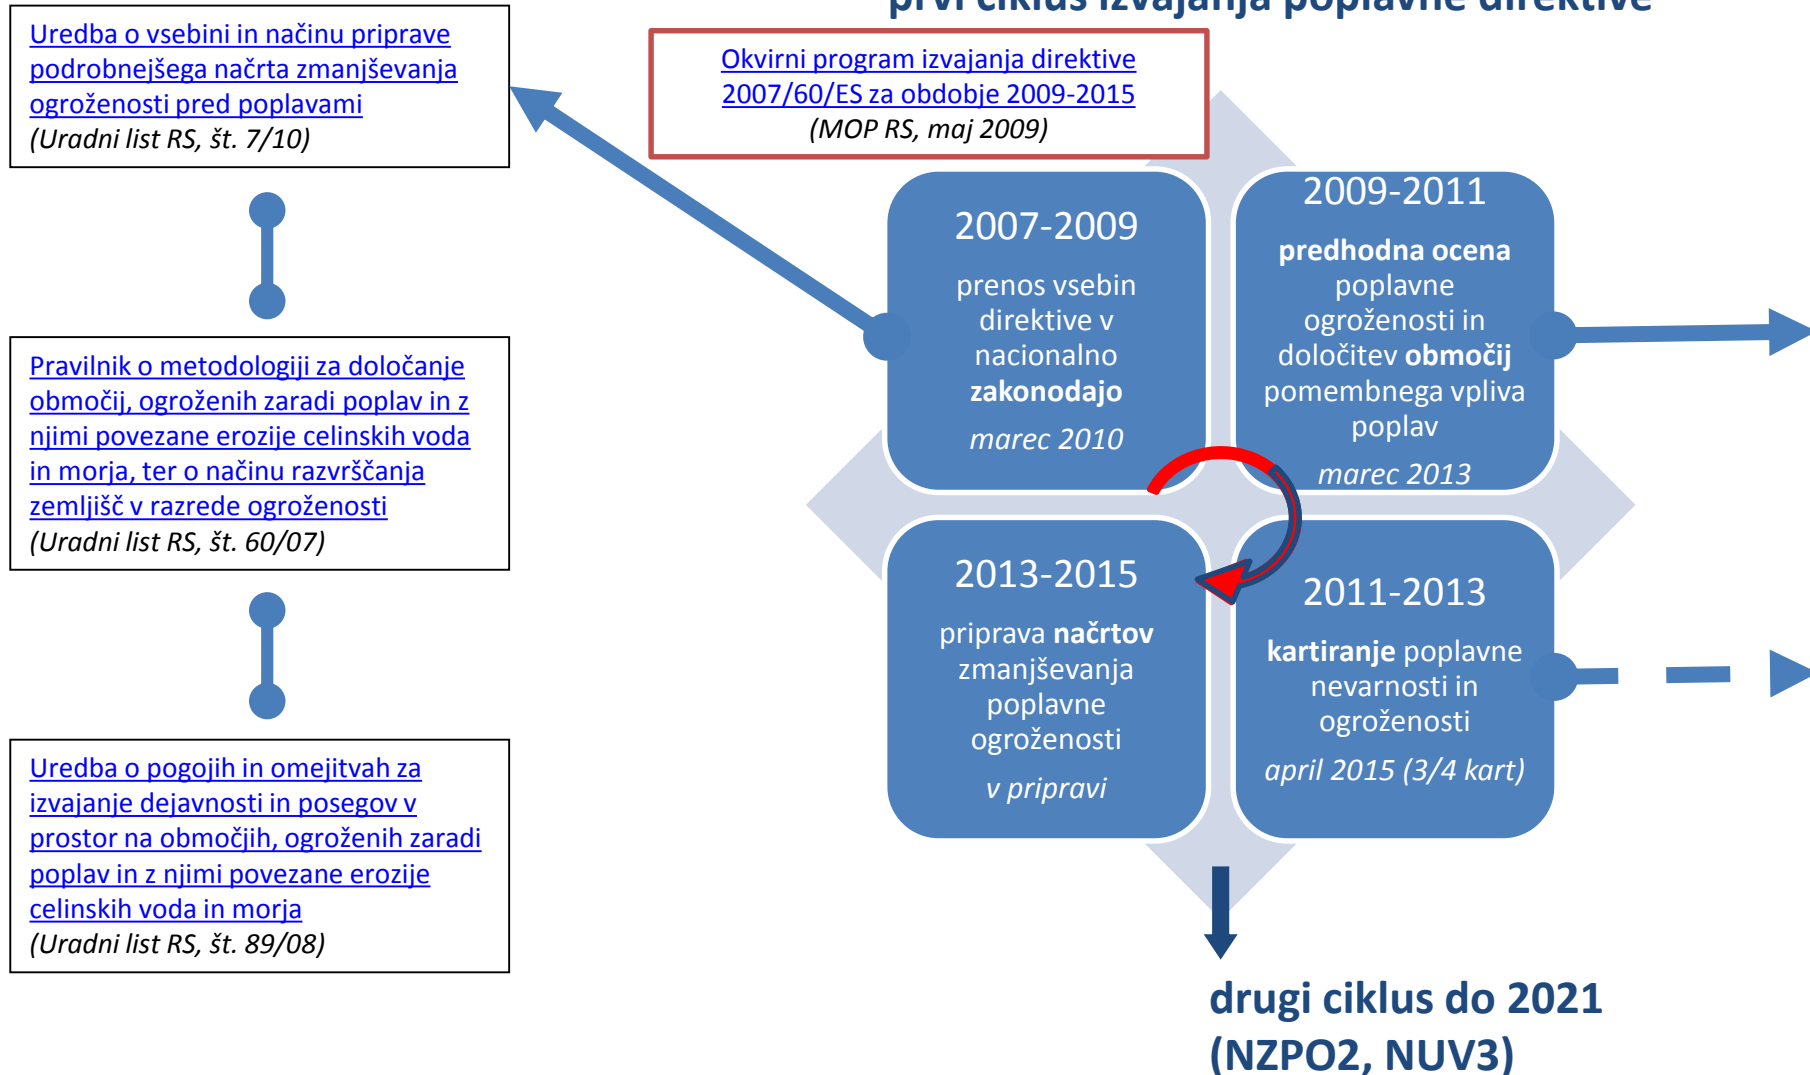 prvi ciklus izvajanja poplavne direktive
Uredba o vsebini in načinu priprave
podrobnejšega načrta zmanjševanja
ogroženosti pred poplavami
(Uradni list RS, št. 7/10)
Okvirni program izvajanja direktive
2007/60/ES za obdobje 2009-2015
(MOP RS, maj 2009)
Pravilnik o metodologiji za določanje
območij, ogroženih zaradi poplav in z
njimi povezane erozije celinskih voda
in morja, ter o načinu razvrščanja
zemljišč v razrede ogroženosti
(Uradni list RS, št. 60/07)
Uredba o pogojih in omejitvah za
izvajanje dejavnosti in posegov v
prostor na območjih, ogroženih zaradi
poplav in z njimi povezane erozije
celinskih voda in morja
(Uradni list RS, št. 89/08)
2007-2009
prenos vsebin
direktive v
nacionalno
zakonodajo
marec 2010
2009-2011
predhodna ocena
poplavne
ogroženosti in
določitev območij
pomembnega vpliva
poplav
marec 2013
2013-2015
priprava načrtov
zmanjševanja
poplavne
ogroženosti
v pripravi
2011-2013
kartiranje poplavne
nevarnosti in
ogroženosti
april 2015 (3/4 kart)
drugi ciklus do 2021
(NZPO2, NUV3)